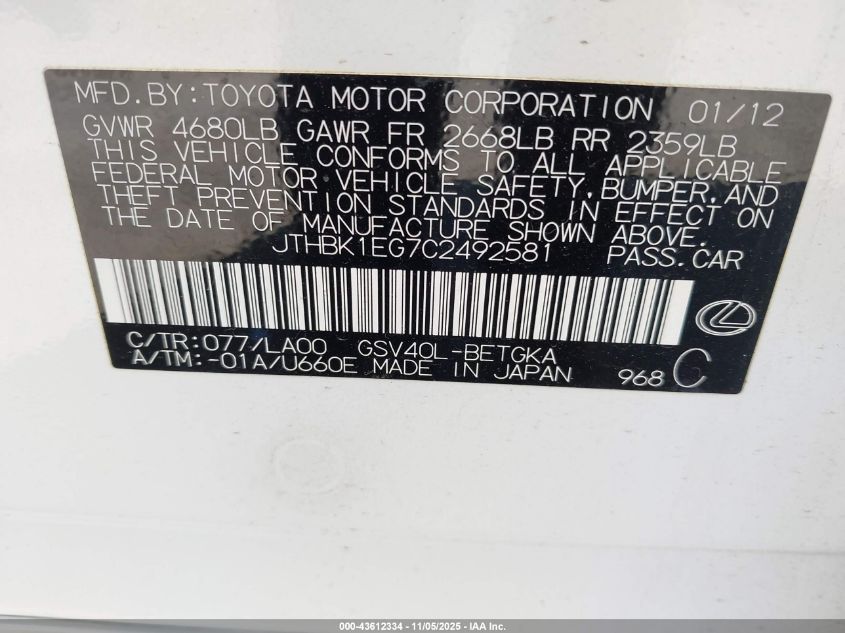 MFD.BY:TOYOTA MOTOR CORPORATION 01/12
GVWR 4680LB GAWR FR 2668LB RR 2359LB
THIS VEHICLE CONFORMS TO ALL APPLICABLE
FEDERAL MOTOR VEHICLE SAFETY, BUMPER, AND
THEFT PREVENTION STANDARDS IN EFFECT ON
THE DATE OF MANUFACTURE SHOWN ABOVE.
JTHBK1EG7C2492581 PASS.CAR
C/TR:077/LA00 GSV40L-BETGKA
A/TM:-01A/U660E MADE IN JAPAN 968 C
000-43612334 - 11/05/2025 - IAA Inc.